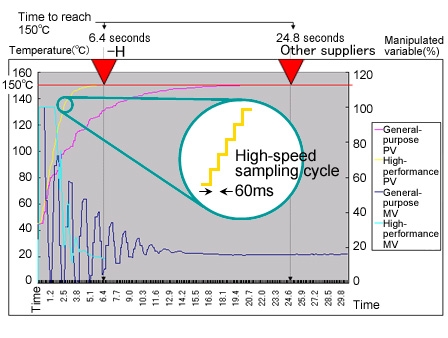 Time to reach
150℃
6.4 seconds
24.8 seconds
Manipulated
variable(%)
Temperature(℃)
-H
Other suppliers
160
150℃
140
120
100
80
60
40
20
0
120
100
80
60
40
20
0
High-speed
sampling cycle
60ms
General-
purpose
PV
High-
performance
PV
General-
purpose
MV
High-
performance
MV
Time
1.2
2.5
3.8
5.1
6.4
7.7
9.0
10.3
11.6
12.9
14.2
15.5
16.8
18.1
19.4
20.7
22.0
23.3
24.6
25.9
27.2
28.5
29.8
Time